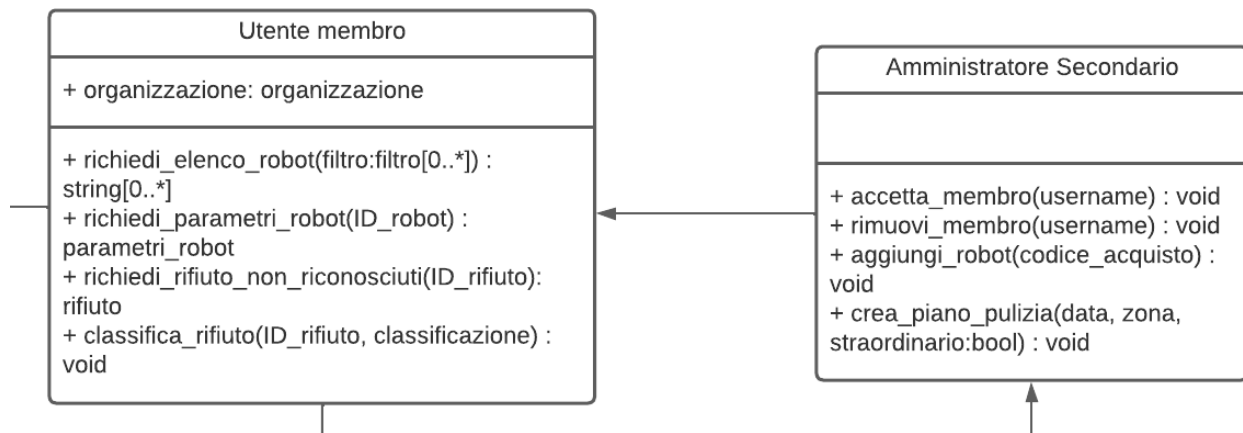 Utente membro
+ organizzazione: organizzazione
+ richiedi_elenco_robot(filtro:filtro[0..*]) :
string[0..*]
+ richiedi_parametri_robot(ID_robot) :
parametri_robot
+ richiedi_rifiuto_non_riconosciuti(ID_rifiuto):
rifiuto
+ classifica_rifiuto(ID_rifiuto, classificazione) :
void
Amministratore Secondario
+ accetta_membro(username) : void
+ rimuovi_membro(username) : void
+ aggiungi_robot(codice_acquisto) :
void
+ crea_piano_pulizia(data, zona,
straordinario:bool) : void